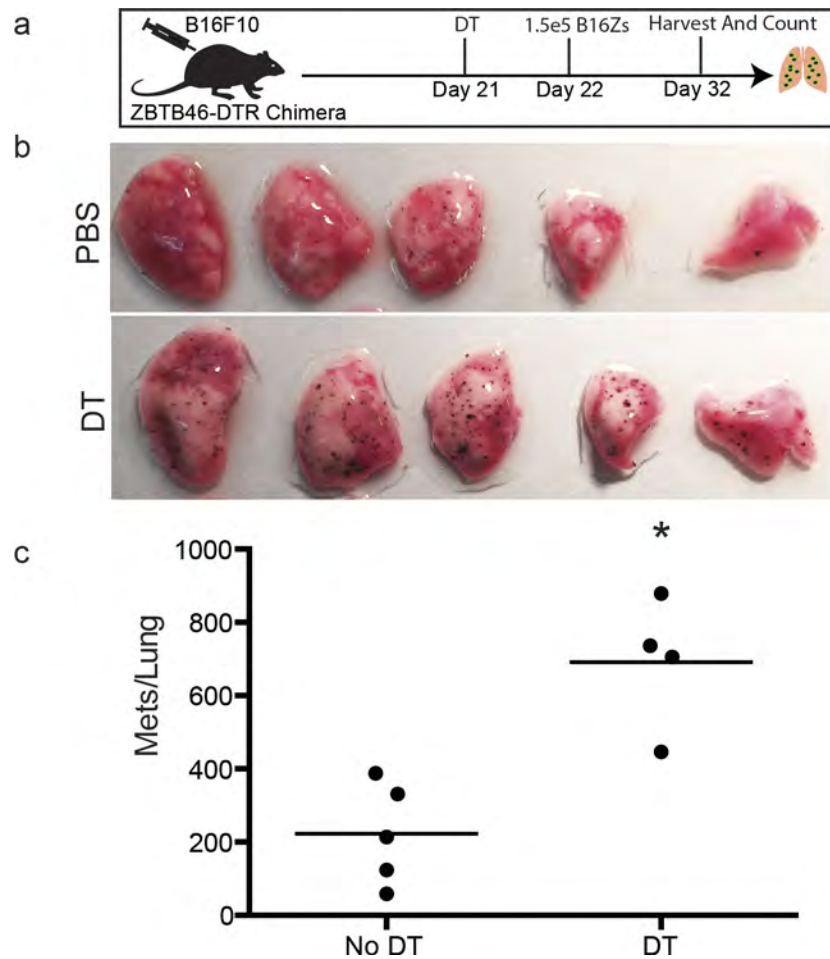 a
B16F10
DT
1.5e5 B16Zs
Harvest And Count
Day 21
Day 22
Day 32
ZBTB46-DTR Chimera
b
PBS
DT
c
*
1000
800
600
400
200
0
Mets/Lung
No DT
DT